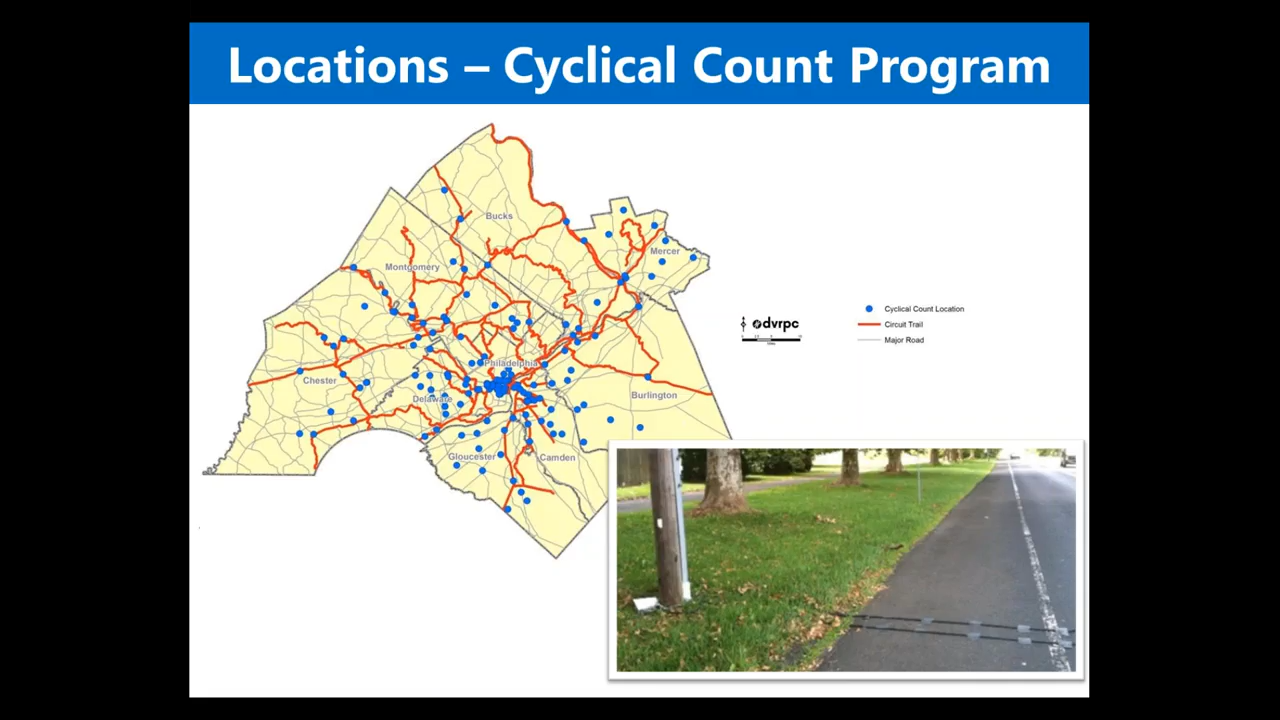 Locations – Cyclical Count Program
Bucks
Mercer
Montgomery
dvrpc
Cyclical Count Location
Circuit Trail
Major Road
Philadelphia
Chester
Delaware
Burlington
Gloucester
Camden